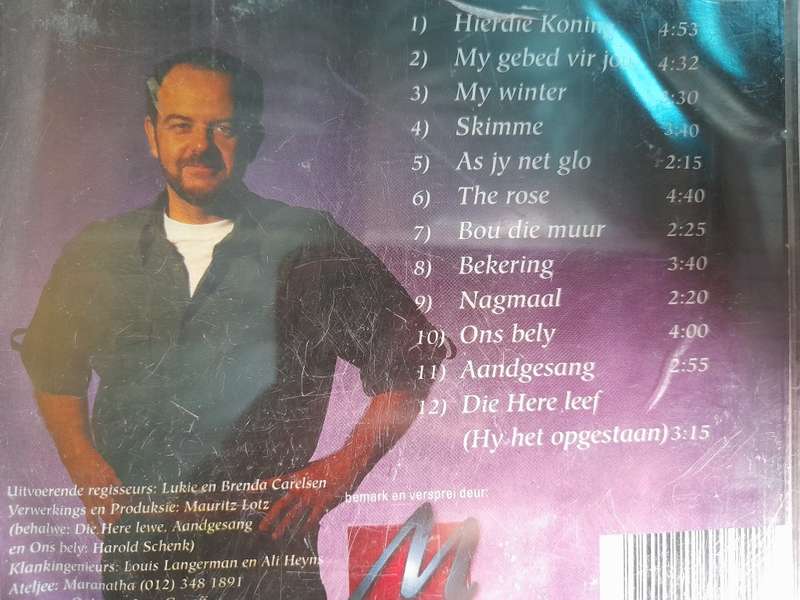 1) Hierdie Koning 4:53
2) My gebed vir jou 4:32
3) My winter 3:30
4) Skimme 3:40
5) As jy net glo 2:15
6) The rose 4:40
7) Bou die muur 2:25
8) Bekering 3:40
9) Nagmaal 2:20
10) Ons bely 4:00
11) Aandgesang 2:55
12) Die Here leef
(Hy het opgestaan) 3:15
Uitvoerende regisseurs: Lukie en Brenda Carelsen
Verwerkings en Produksie: Mauritz Lotz
(behalwe: Die Here lewe, Aandgesang
en Ons bely: Harold Schenk)
Klankingenieurs: Louis Langerman en Ali Heyns
Ateljee: Maranatha (012) 348 1891
bemark en versprei deur:
M